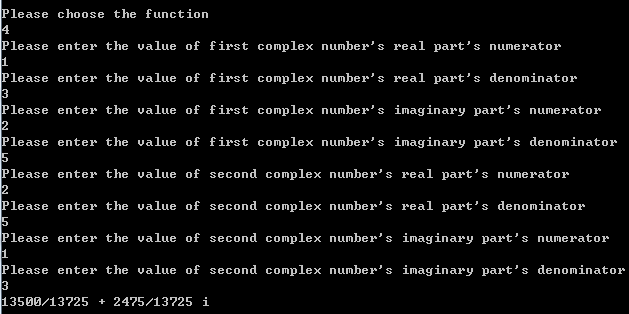 Please choose the function
4
Please enter the value of first complex number's real part's numerator
1
Please enter the value of first complex number's real part's denominator
3
Please enter the value of first complex number's imaginary part's numerator
2
Please enter the value of first complex number's imaginary part's denominator
5
Please enter the value of second complex number's real part's numerator
2
Please enter the value of second complex number's real part's denominator
5
Please enter the value of second complex number's imaginary part's numerator
1
Please enter the value of second complex number's imaginary part's denominator
3
13500/13725 + 2475/13725 i